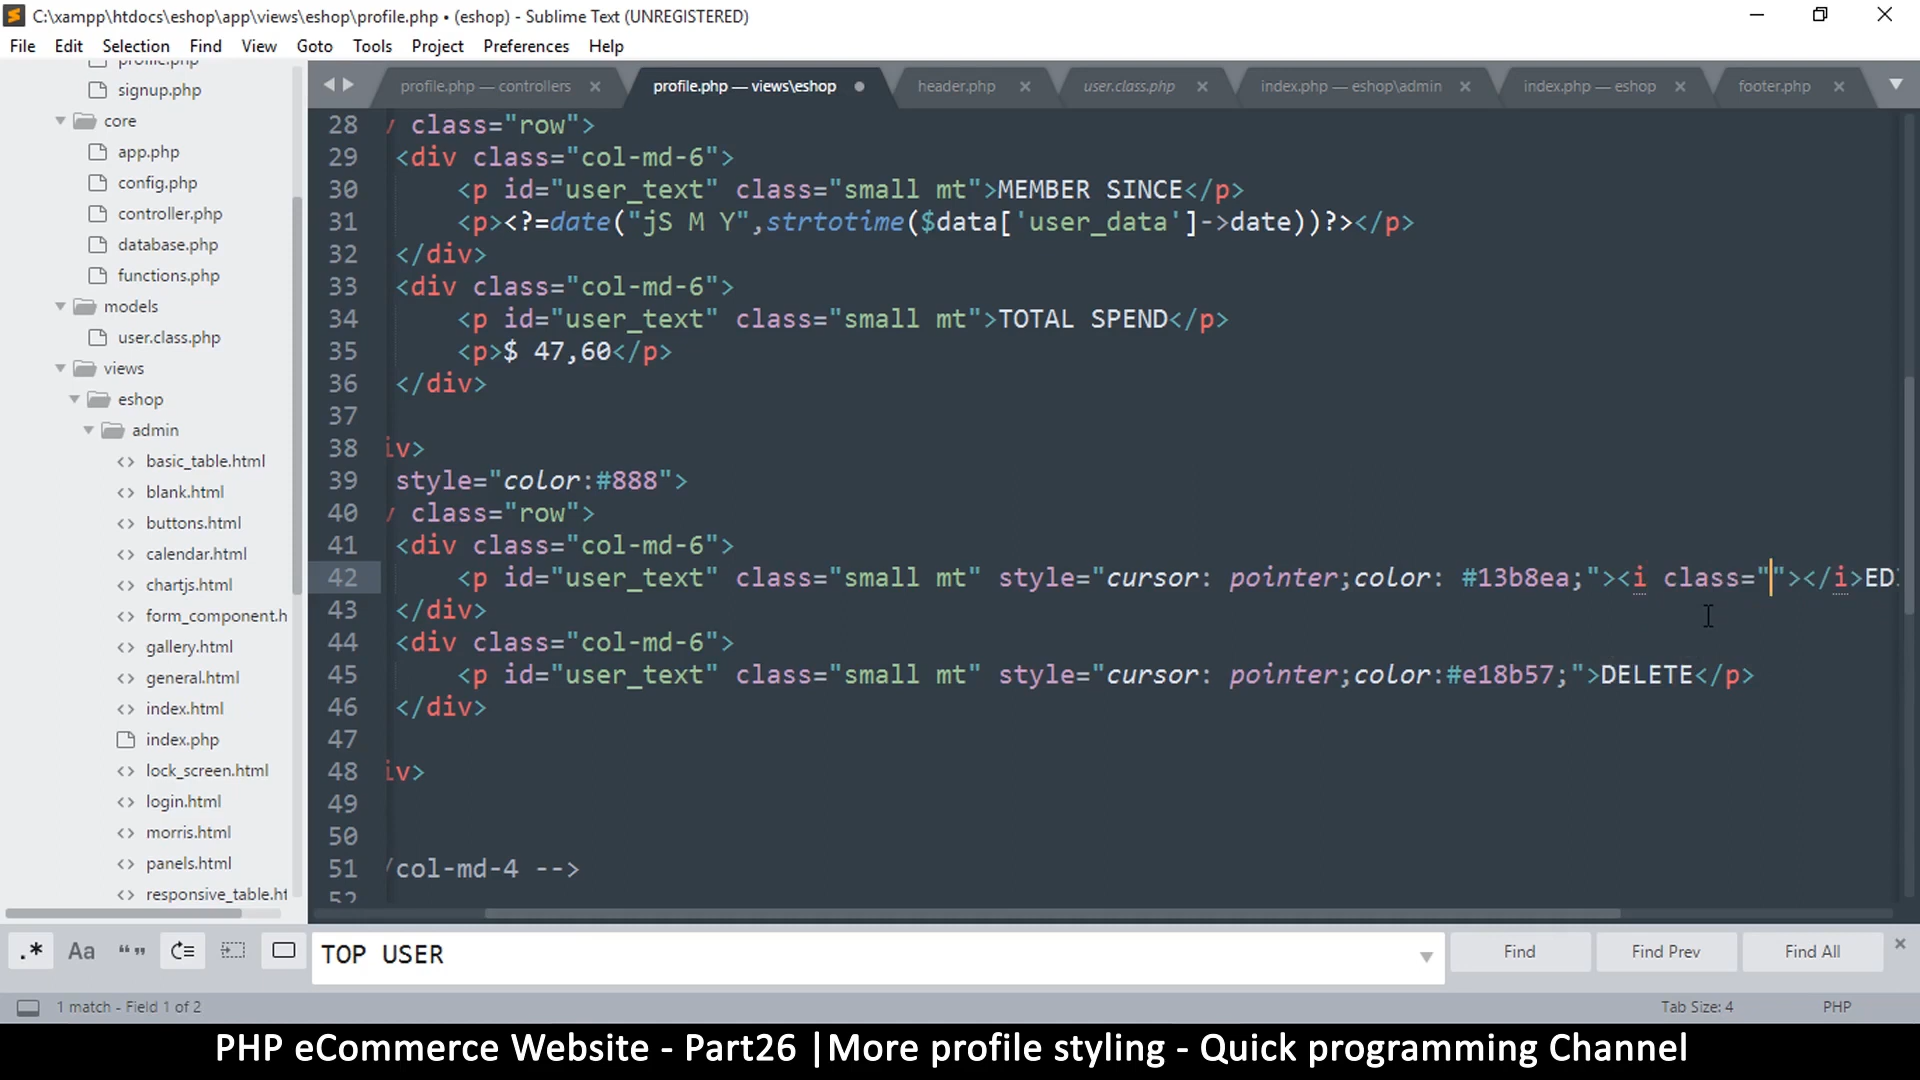 C:\xampp\htdocs\eshop\app\views\eshop\profile.php • (eshop) - Sublime Text (UNREGISTERED)
File Edit Selection Find View Goto Tools Project Preferences Help
profile.php
signup.php
core
app.php
config.php
controller.php
database.php
functions.php
models
user.class.php
views
eshop
admin
basic_table.html
blank.html
buttons.html
calendar.html
chartjs.html
form_component.h
gallery.html
general.html
index.html
index.php
lock_screen.html
login.html
morris.html
panels.html
responsive_table.ht
profile.php — controllers
profile.php — views\eshop
header.php
user.class.php
index.php — eshop\admin
index.php — eshop
footer.php
28 class="row">
29 <div class="col-md-6">
30 <p id="user_text" class="small mt">MEMBER SINCE</p>
31 <p><?=date("jS M Y",strtotime($data['user_data']->date))?></p>
32 </div>
33 <div class="col-md-6">
34 <p id="user_text" class="small mt">TOTAL SPEND</p>
35 <p>$ 47,60</p>
36 </div>
37
38 iv>
39 style="color:#888">
40 class="row">
41 <div class="col-md-6">
42 <p id="user_text" class="small mt" style="cursor: pointer;color: #13b8ea;"><i class=""></i>ED
43 </div>
44 <div class="col-md-6">
45 <p id="user_text" class="small mt" style="cursor: pointer;color:#e18b57;">DELETE</p>
46 </div>
47
48 iv>
49
50
51 /col-md-4 -->
52
.* Aa “” TOP USER Find Find Prev Find All
1 match - Field 1 of 2 Tab Size: 4 PHP
PHP eCommerce Website - Part26 |More profile styling - Quick programming Channel